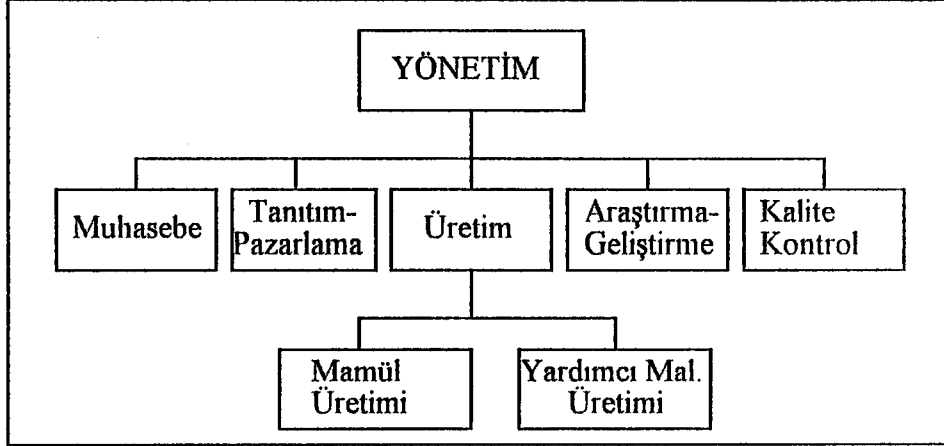 YÖNETİM
Muhasebe
Tanıtım-
Pazarlama
Üretim
Araştırma-
Geliştirme
Kalite
Kontrol
Mamül
Üretimi
Yardımcı Mal.
Üretimi